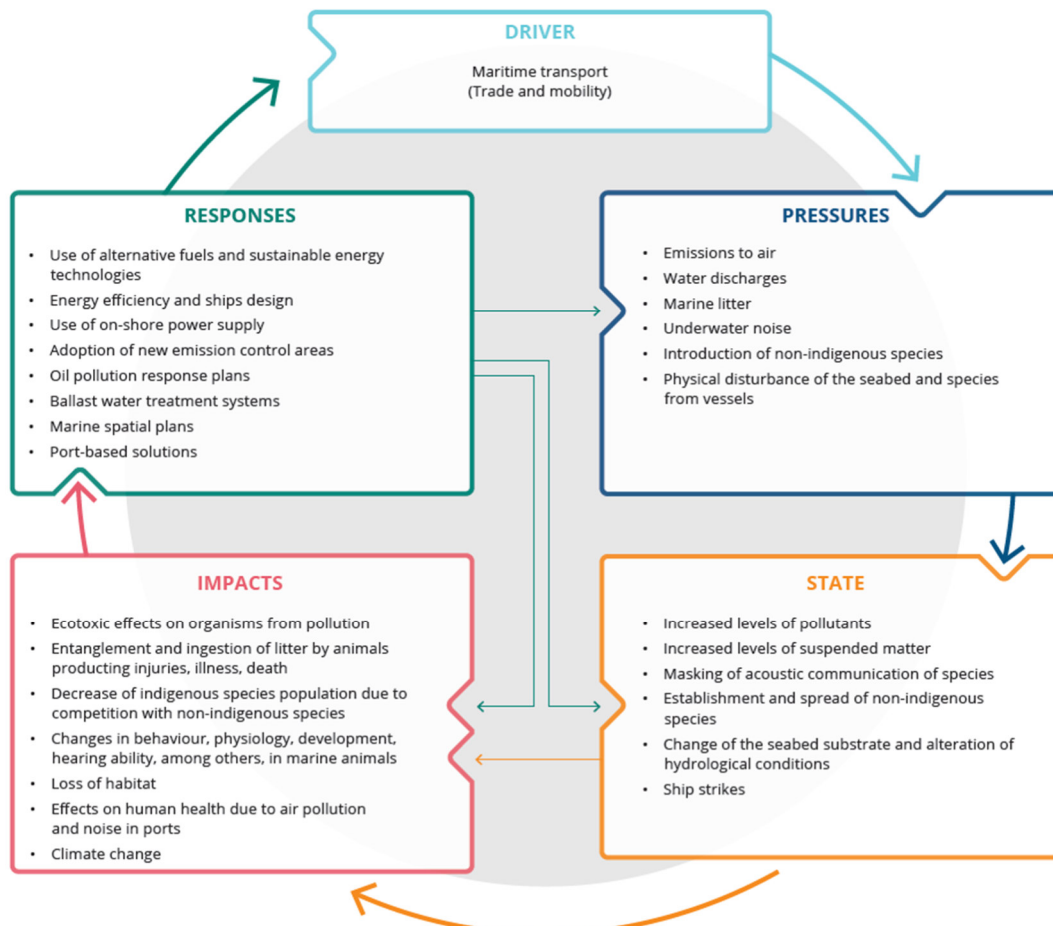 DRIVER
Maritime transport
(Trade and mobility)
RESPONSES
• Use of alternative fuels and sustainable energy
technologies
• Energy efficiency and ships design
• Use of on-shore power supply
• Adoption of new emission control areas
• Oil pollution response plans
• Ballast water treatment systems
• Marine spatial plans
• Port-based solutions
PRESSURES
• Emissions to air
• Water discharges
• Marine litter
• Underwater noise
• Introduction of non-indigenous species
• Physical disturbance of the seabed and species
from vessels
IMPACTS
• Ecotoxic effects on organisms from pollution
• Entanglement and ingestion of litter by animals
producting injuries, illness, death
• Decrease of indigenous species population due to
competition with non-indigenous species
• Changes in behaviour, physiology, development,
hearing ability, among others, in marine animals
• Loss of habitat
• Effects on human health due to air pollution
and noise in ports
• Climate change
STATE
• Increased levels of pollutants
• Increased levels of suspended matter
• Masking of acoustic communication of species
• Establishment and spread of non-indigenous
species
• Change of the seabed substrate and alteration of
hydrological conditions
• Ship strikes